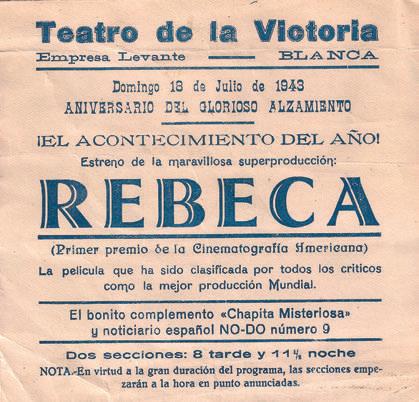 Teatro de la Victoria
Empresa Levante —— BLANCA
Domingo 18 de Julio de 1943
ANIVERSARIO DEL GLORIOSO ALZAMIENTO
¡EL ACONTECIMIENTO DEL AÑO!
Estreno de la maravillosa superproducción:
REBECA
(Primer premio de la Cinematografía Americana)
La pelicula que ha sido clasificada por todos los criticos
como la mejor producción Mundial.
El bonito complemento «Chapita Misteriosa»
y noticiario español NO-DO número 9
Dos secciones: 8 tarde y 11 noche
NOTA.-En virtud a la gran duración del programa, las secciones empe-
zarán a la hora en punto anunciadas.